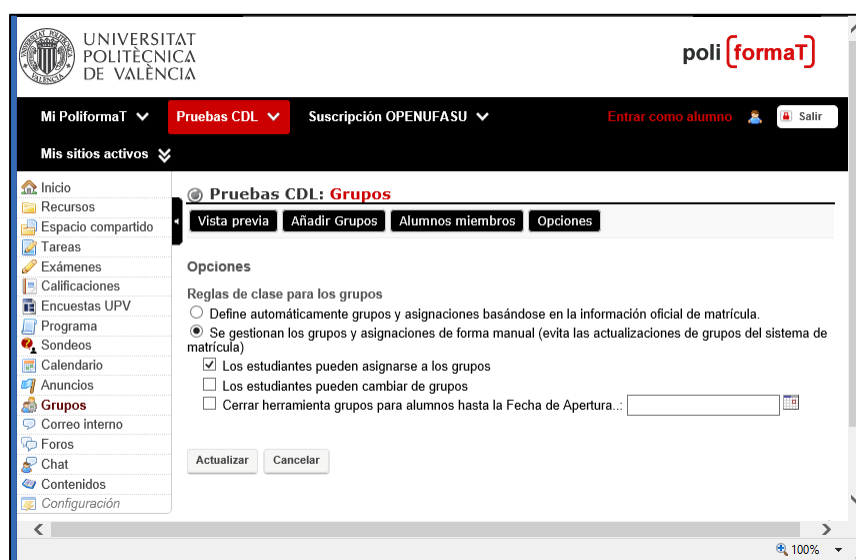 UNIVERSITAT
POLITÈCNICA
DE VALÈNCIA
poli [formaT]
Mi PoliformaT
Pruebas CDL
Suscripción OPENUFASU
Entrar como alumno
Salir
Mis sitios activos
Inicio
Recursos
Espacio compartido
Tareas
Exámenes
Calificaciones
Encuestas UPV
Programa
Sondeos
Calendario
Anuncios
Grupos
Correo interno
Foros
Chat
Contenidos
Configuración
Pruebas CDL: Grupos
Vista previa
Añadir Grupos
Alumnos miembros
Opciones
Opciones
Reglas de clase para los grupos
Define automáticamente grupos y asignaciones basándose en la información oficial de matrícula.
Se gestionan los grupos y asignaciones de forma manual (evita las actualizaciones de grupos del sistema de
matrícula)
Los estudiantes pueden asignarse a los grupos
Los estudiantes pueden cambiar de grupos
Cerrar herramienta grupos para alumnos hasta la Fecha de Apertura..:
Actualizar
Cancelar
100%